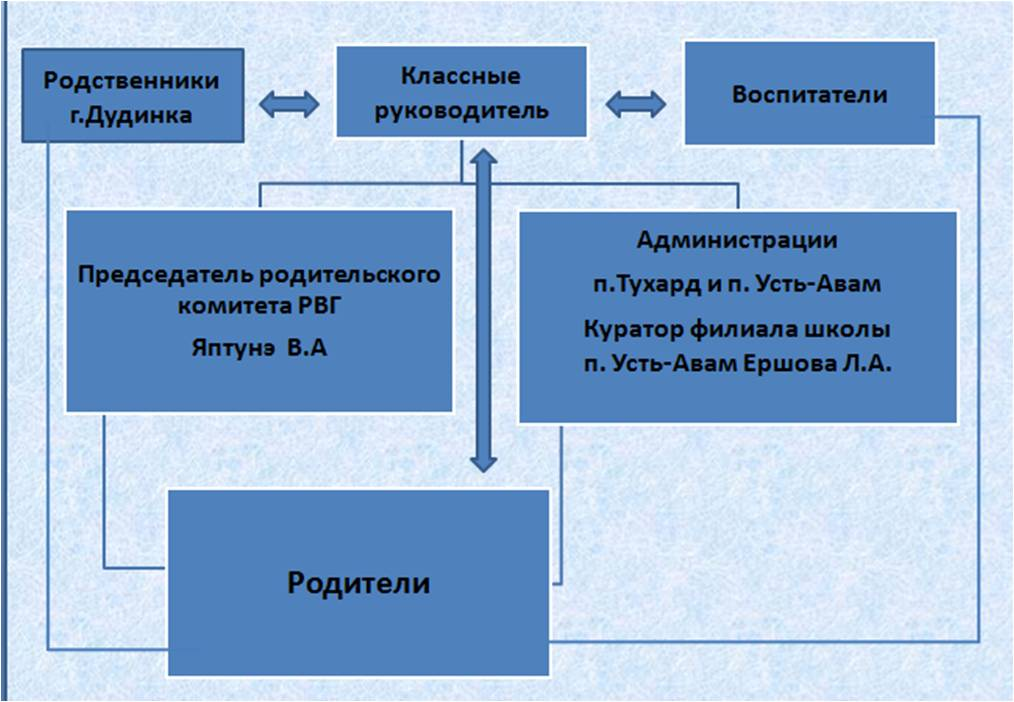 Родственники
г.Дудинка
Классные
руководитель
Воспитатели
Председатель родительского
комитета РВГ
Яптунэ В.А
Администрации
п.Тухард и п. Усть-Авам
Куратор филиала школы
п. Усть-Авам Ершова Л.А.
Родители